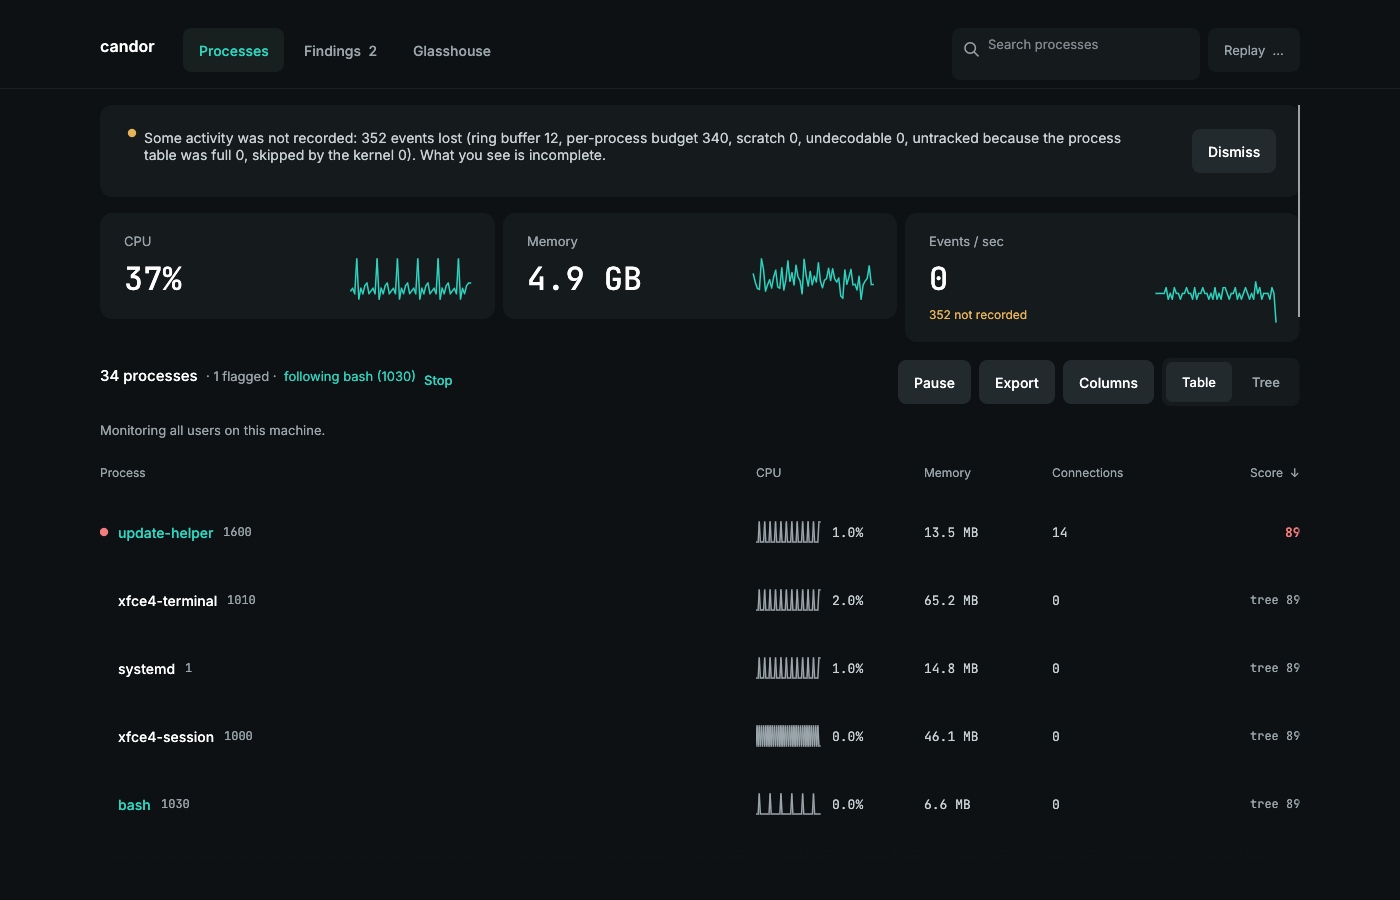 candor
Processes
Findings 2
Glasshouse
Search processes
Replay ...
Some activity was not recorded: 352 events lost (ring buffer 12, per-process budget 340, scratch 0, undecodable 0, untracked because the process
table was full 0, skipped by the kernel 0). What you see is incomplete.
Dismiss
CPU
37%
Memory
4.9 GB
Events / sec
0
352 not recorded
34 processes · 1 flagged · following bash (1030) Stop
Pause
Export
Columns
Table
Tree
Monitoring all users on this machine.
Process CPU Memory Connections Score ↓
update-helper 1600 1.0% 13.5 MB 14 89
xfce4-terminal 1010 2.0% 65.2 MB 0 tree 89
systemd 1 1.0% 14.8 MB 0 tree 89
xfce4-session 1000 0.0% 46.1 MB 0 tree 89
bash 1030 0.0% 6.6 MB 0 tree 89